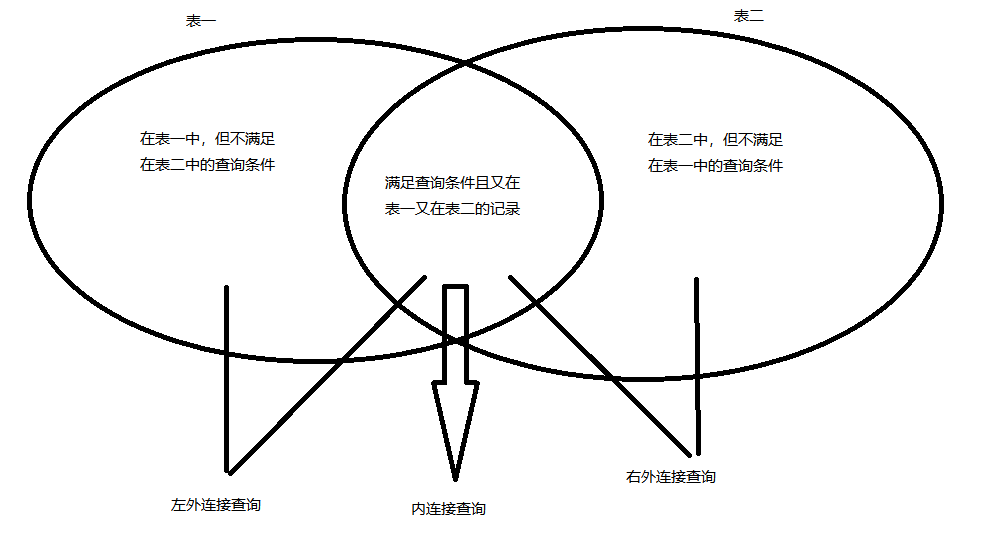 表一
表二
在表一中，但不满足
在表二中的查询条件
满足查询条件且又在
表一又在表二的记录
在表二中，但不满足
在表一中的查询条件
左外连接查询
内连接查询
右外连接查询